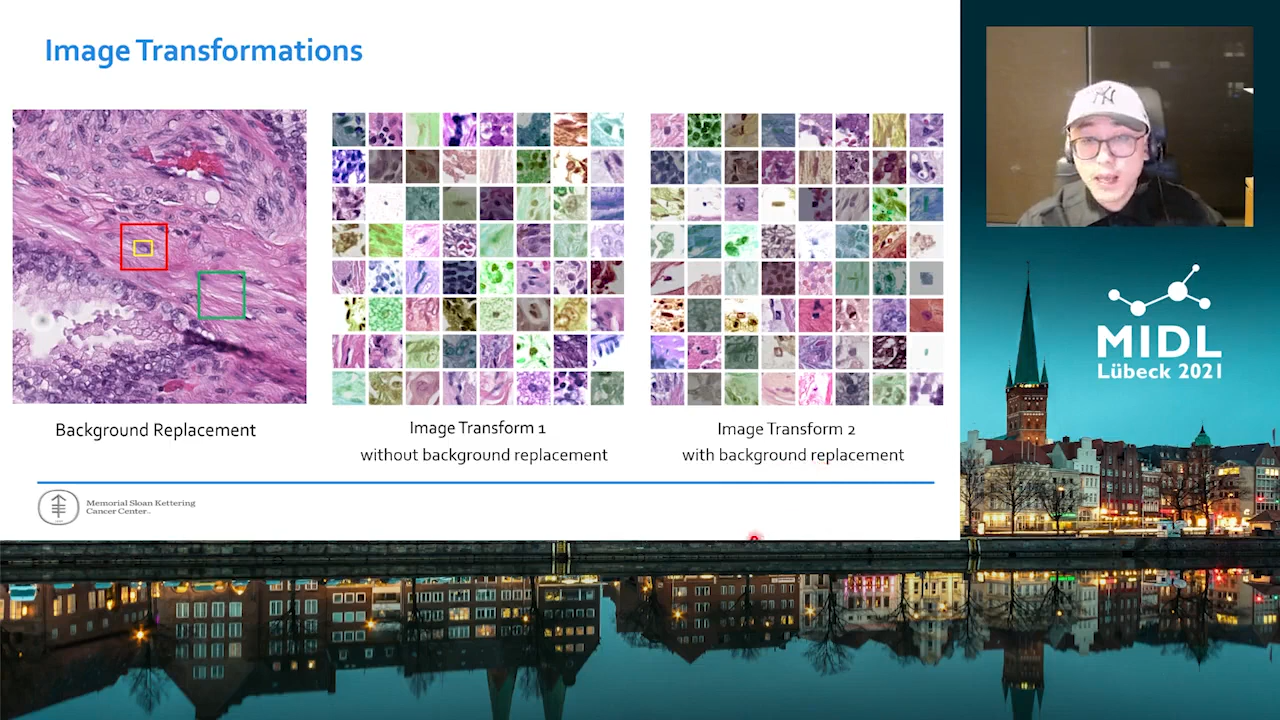 Image Transformations
Background Replacement
Image Transform 1
without background replacement
Image Transform 2
with background replacement
Memorial Sloan Kettering
Cancer Center
NY
MIDL
Lübeck 2021